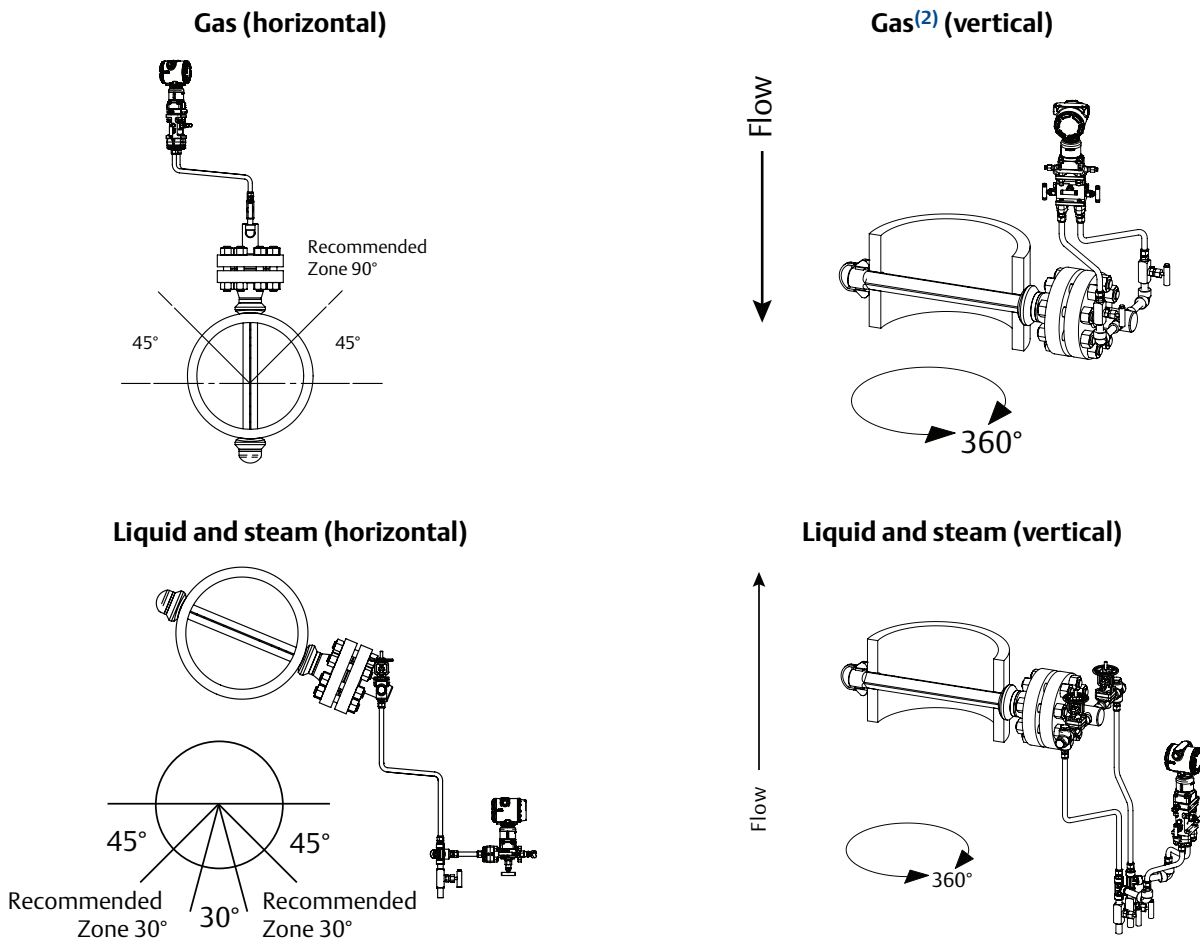 Gas (horizontal)
Recommended
Zone 90°
45°
45°
Gas(2) (vertical)
Flow
360°
Liquid and steam (horizontal)
45°
45°
Recommended
Zone 30°
30°
Recommended
Zone 30°
Liquid and steam (vertical)
Flow
360°